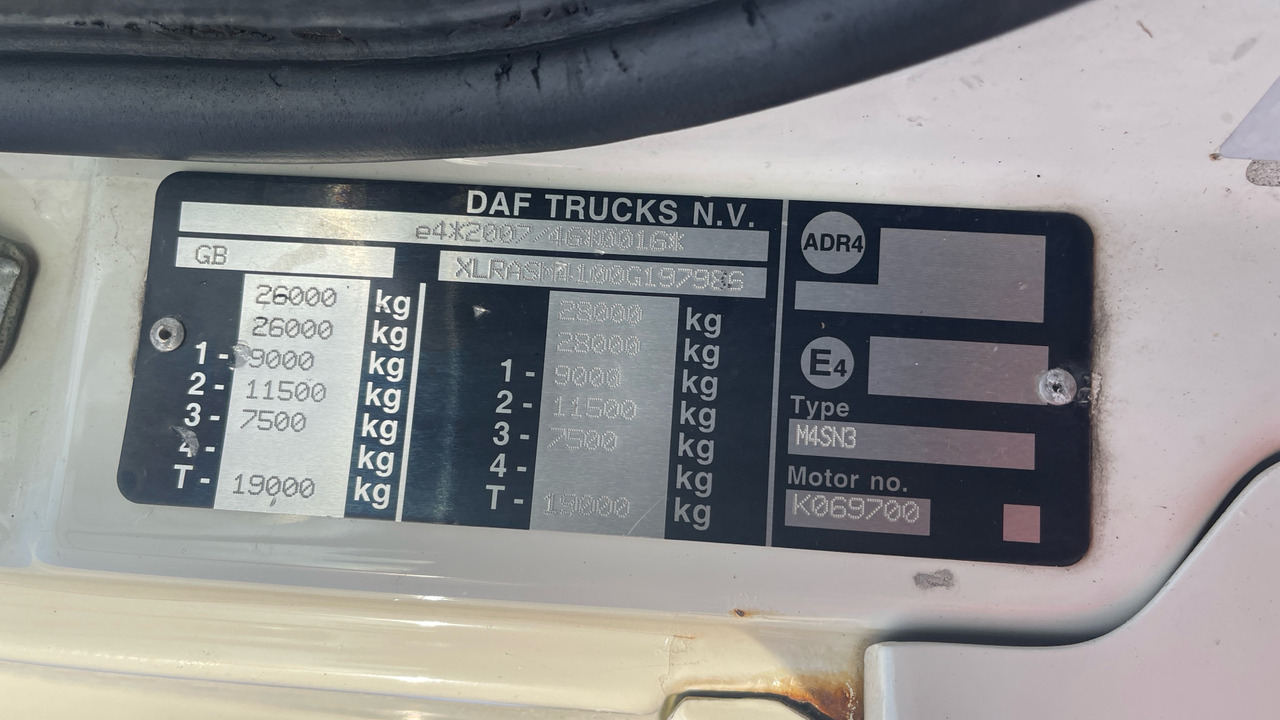 DAF TRUCKS N.V.
e4*2007/46*0016*
GB
26000 kg
26000 kg
1- 9000 kg
2- 11500 kg
3- 7500 kg
4- kg
T- 19000 kg
28000 kg
28000 kg
1- 9000 kg
2- 11500 kg
3- 7500 kg
4- kg
T- 19000 kg
ADR4
E4
Type
M4SN3
Motor no.
K069700